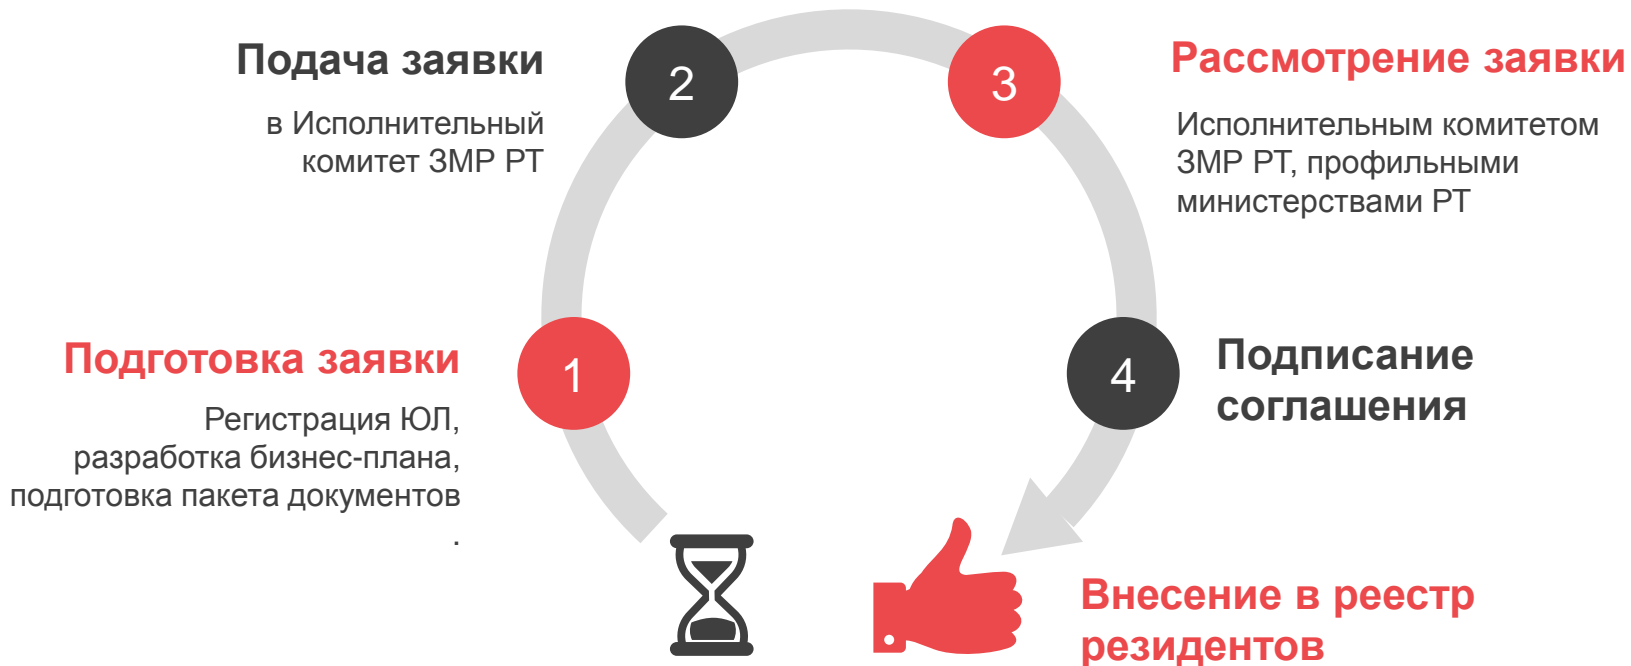 1
Подготовка заявки
Регистрация ЮЛ,
разработка бизнес-плана,
подготовка пакета документов
.
2
Подача заявки
в Исполнительный
комитет ЗМР РТ
3
Рассмотрение заявки
Исполнительным комитетом
ЗМР РТ, профильными
министерствами РТ
4
Подписание
соглашения
Внесение в реестр
резидентов